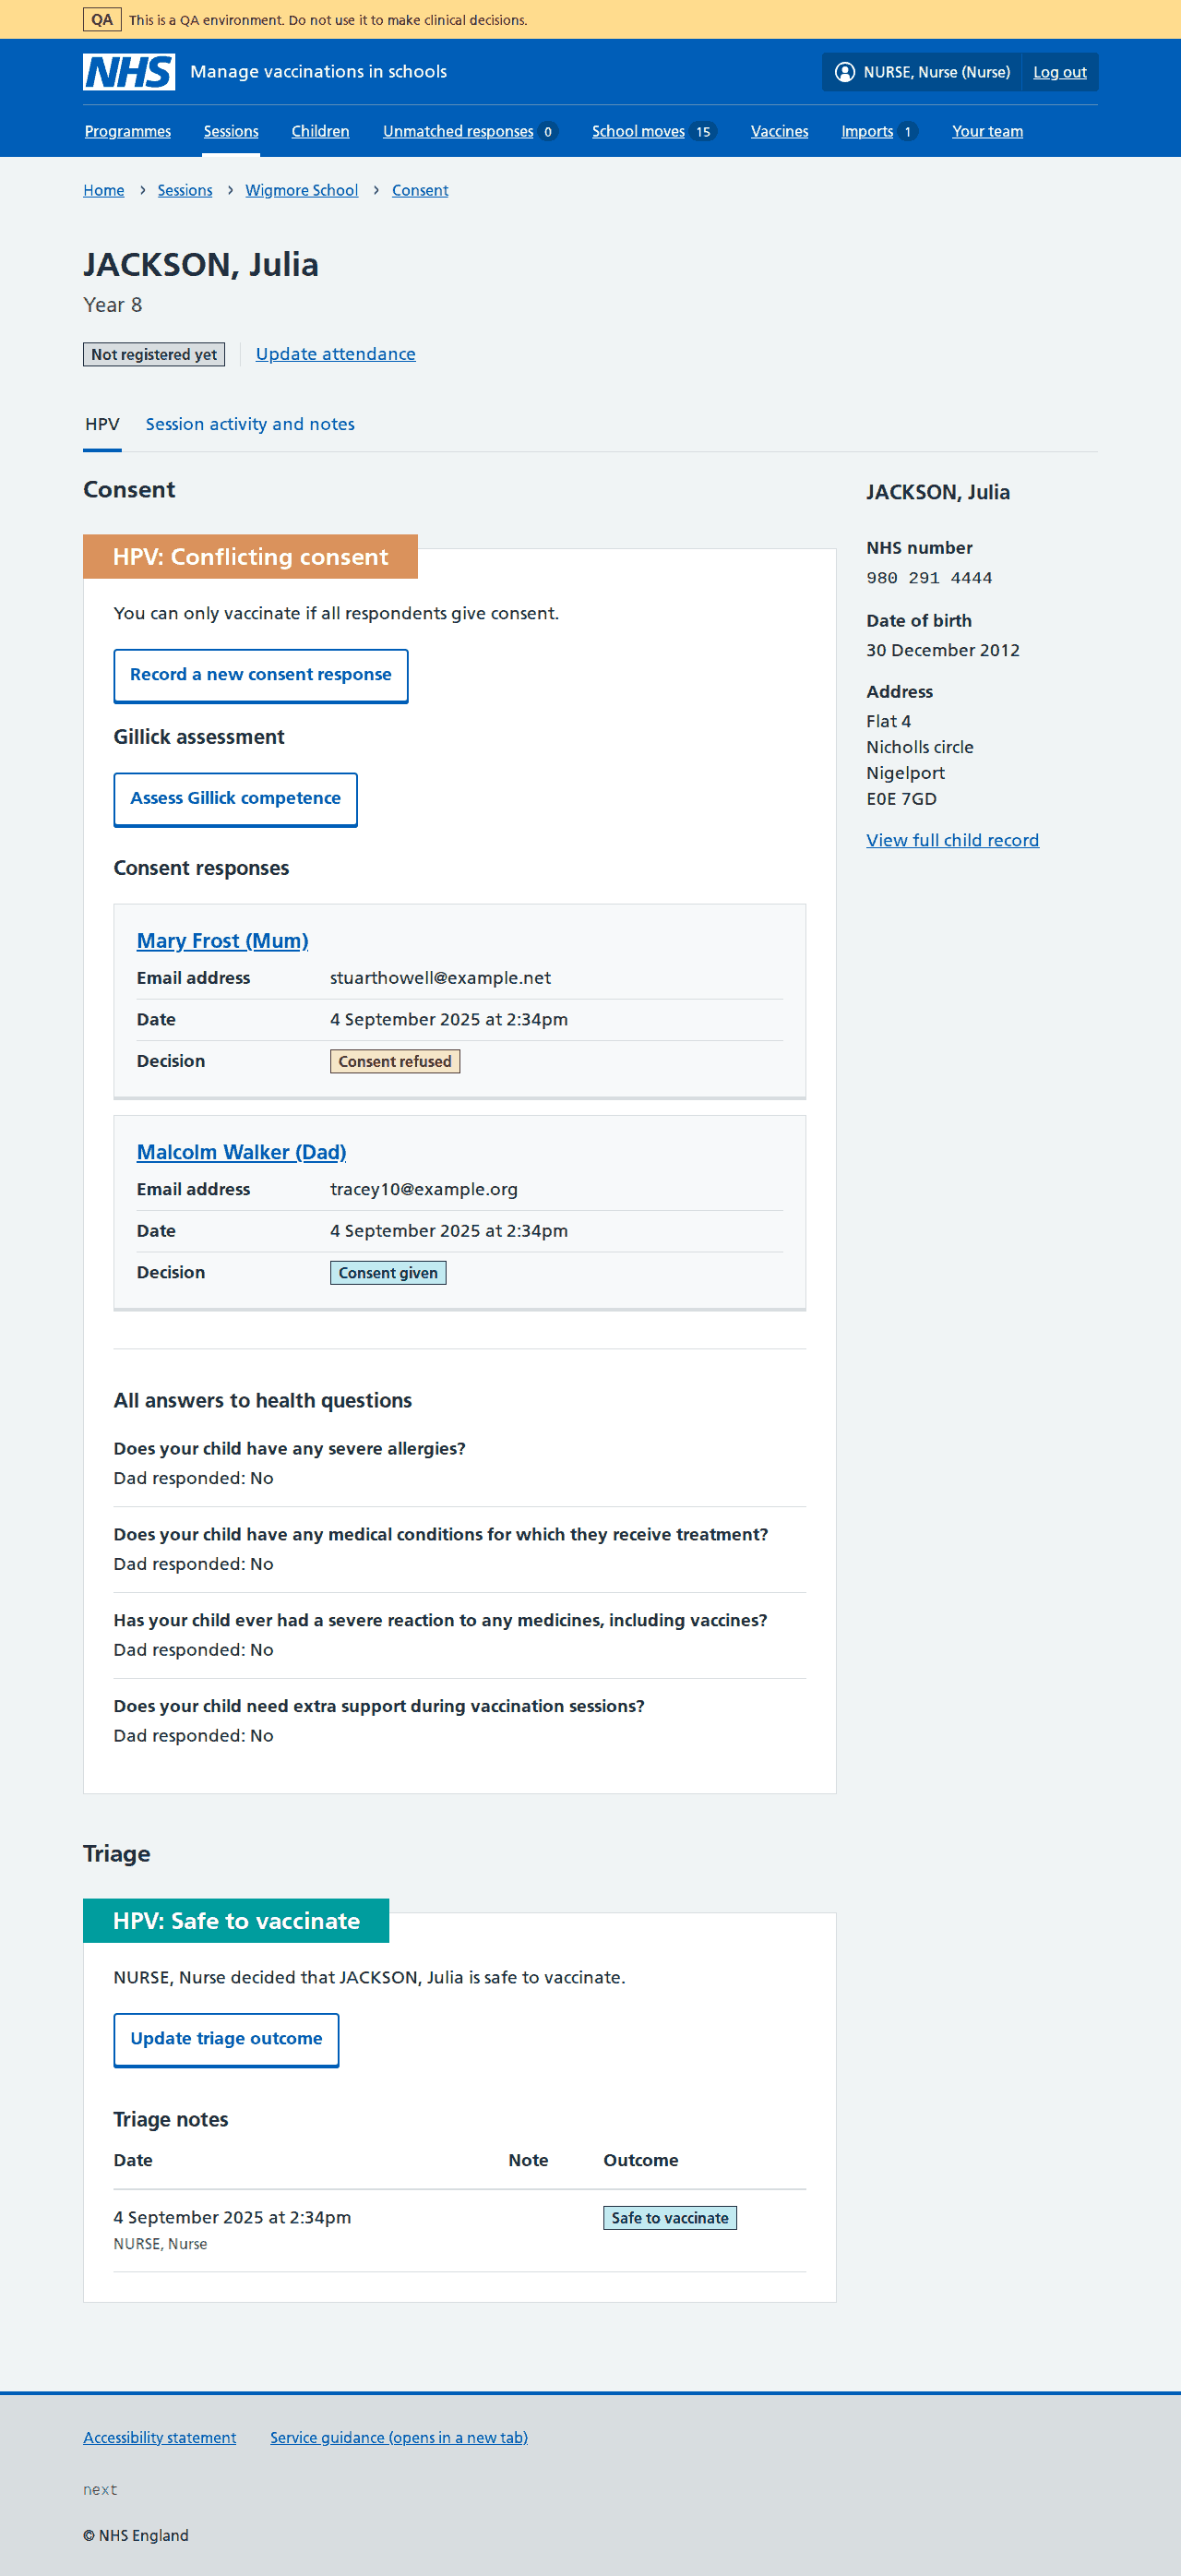 QA This is a QA environment. Do not use it to make clinical decisions.
NHS Manage vaccinations in schools NURSE, Nurse (Nurse) Log out
Programmes Sessions Children Unmatched responses 0 School moves 15 Vaccines Imports 1 Your team
Home › Sessions › Wigmore School › Consent
JACKSON, Julia
Year 8
Not registered yet Update attendance
HPV Session activity and notes
Consent
HPV: Conflicting consent
You can only vaccinate if all respondents give consent.
Record a new consent response
Gillick assessment
Assess Gillick competence
Consent responses
Mary Frost (Mum)
Email address stuarthowell@example.net
Date 4 September 2025 at 2:34pm
Decision Consent refused
Malcolm Walker (Dad)
Email address tracey10@example.org
Date 4 September 2025 at 2:34pm
Decision Consent given
All answers to health questions
Does your child have any severe allergies?
Dad responded: No
Does your child have any medical conditions for which they receive treatment?
Dad responded: No
Has your child ever had a severe reaction to any medicines, including vaccines?
Dad responded: No
Does your child need extra support during vaccination sessions?
Dad responded: No
JACKSON, Julia
NHS number
980 291 4444
Date of birth
30 December 2012
Address
Flat 4
Nicholls circle
Nigelport
E0E 7GD
View full child record
Triage
HPV: Safe to vaccinate
NURSE, Nurse decided that JACKSON, Julia is safe to vaccinate.
Update triage outcome
Triage notes
Date Note Outcome
4 September 2025 at 2:34pm Safe to vaccinate
NURSE, Nurse
Accessibility statement Service guidance (opens in a new tab)
next
© NHS England